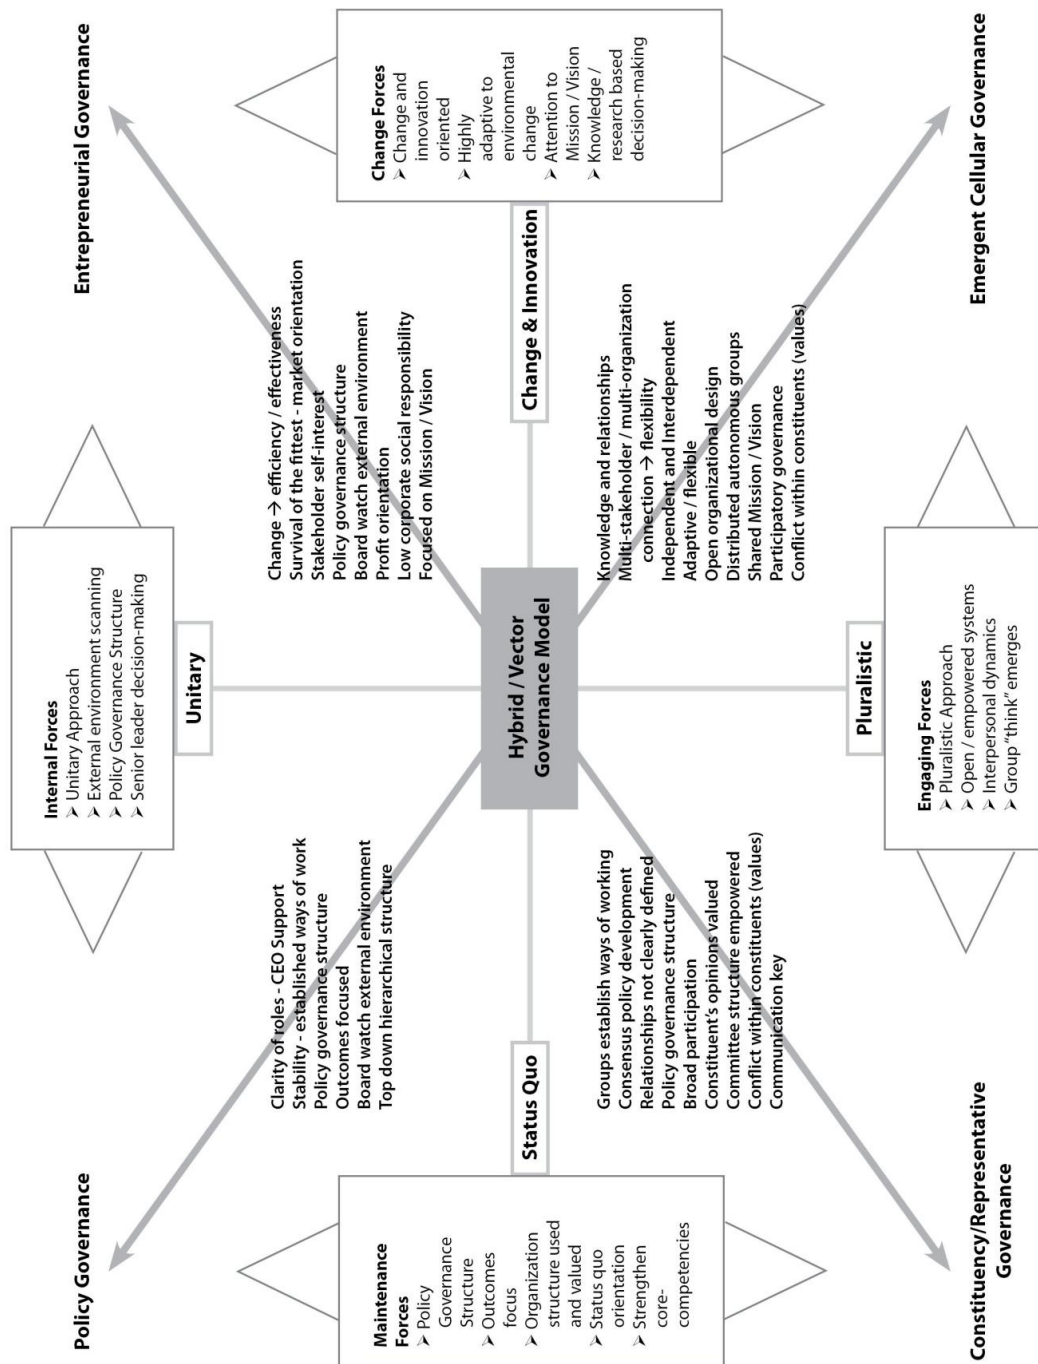 Policy Governance
Entrepreneurial Governance
Internal Forces
➢ Unitary Approach
➢ External environment scanning
➢ Policy Governance Structure
➢ Senior leader decision-making
Unitary
Clarity of roles - CEO Support
Stability - established ways of work
Policy governance structure
Outcomes focused
Board watch external environment
Top down hierarchical structure
Change → efficiency / effectiveness
Survival of the fittest - market orientation
Stakeholder self-interest
Policy governance structure
Board watch external environment
Profit orientation
Low corporate social responsibility
Focused on Mission / Vision
Maintenance
Forces
➢ Policy
Governance
Structure
➢ Outcomes
focus
➢ Organization
structure used
and valued
➢ Status quo
orientation
➢ Strengthen
core-
competencies
Status Quo
Hybrid / Vector
Governance Model
Change & Innovation
Change Forces
➢ Change and
innovation
oriented
➢ Highly
adaptive to
environmental
change
➢ Attention to
Mission / Vision
➢ Knowledge /
research based
decision-making
Groups establish ways of working
Consensus policy development
Relationships not clearly defined
Policy governance structure
Broad participation
Constituent's opinions valued
Committee structure empowered
Conflict within constituents (values)
Communication key
Knowledge and relationships
Multi-stakeholder / multi-organization
connection → flexibility
Independent and Interdependent
Adaptive / flexible
Open organizational design
Distributed autonomous groups
Shared Mission / Vision
Participatory governance
Conflict within constituents (values)
Pluralistic
Engaging Forces
➢ Pluralistic Approach
➢ Open / empowered systems
➢ Interpersonal dynamics
➢ Group "think" emerges
Constituency/Representative
Governance
Emergent Cellular Governance